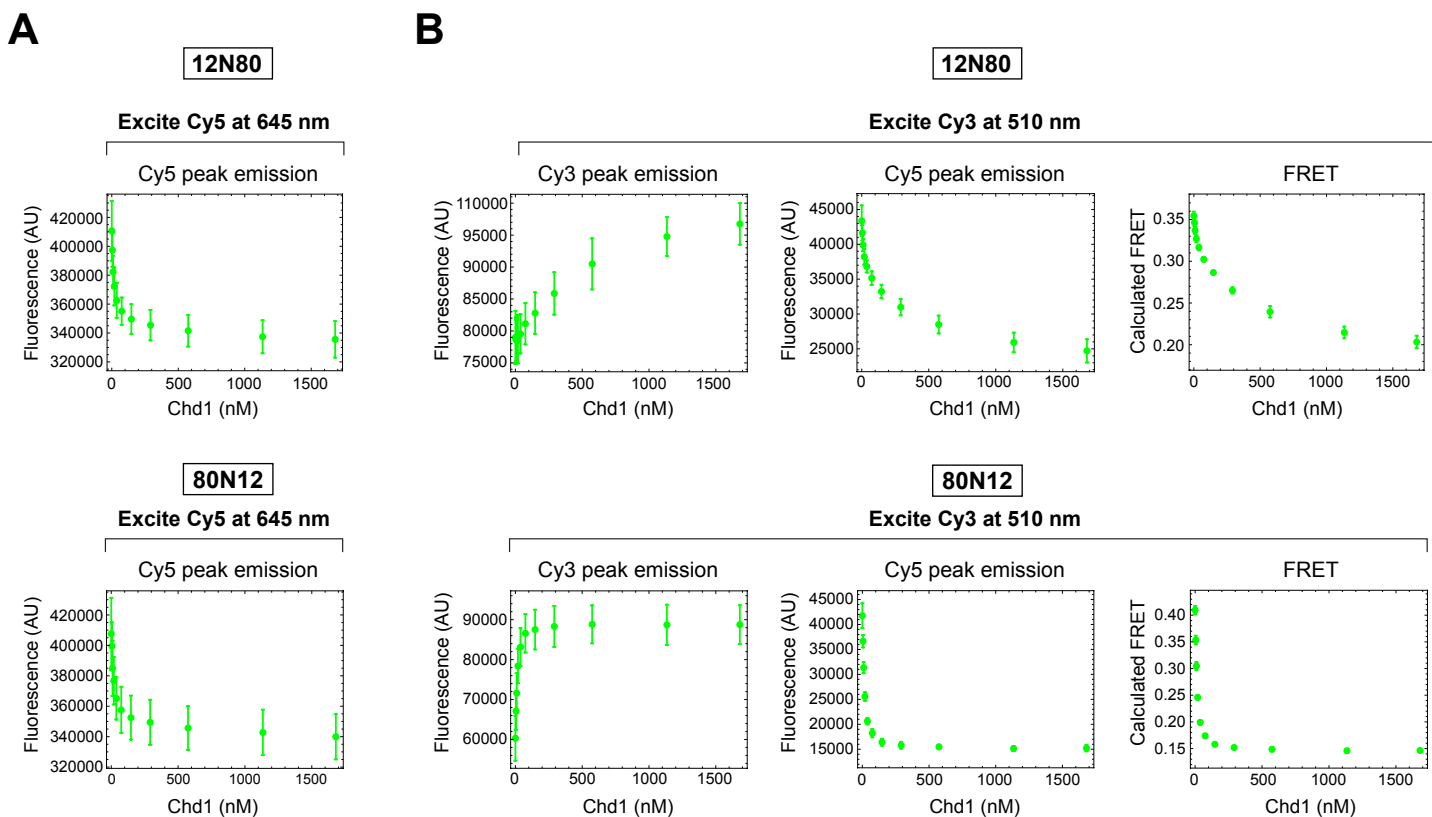 A
B
12N80
Excite Cy5 at 645 nm
Cy5 peak emission
Fluorescence (AU)
420000
400000
380000
360000
340000
320000
0 500 1000 1500
Chd1 (nM)
12N80
Excite Cy3 at 510 nm
Cy3 peak emission
Fluorescence (AU)
110000
100000
95000
90000
85000
80000
75000
0 500 1000 1500
Chd1 (nM)
Cy5 peak emission
Fluorescence (AU)
45000
40000
35000
30000
25000
0 500 1000 1500
Chd1 (nM)
FRET
Calculated FRET
0.35
0.30
0.25
0.20
0 500 1000 1500
Chd1 (nM)
80N12
Excite Cy5 at 645 nm
Cy5 peak emission
Fluorescence (AU)
420000
400000
380000
360000
340000
320000
0 500 1000 1500
Chd1 (nM)
80N12
Excite Cy3 at 510 nm
Cy3 peak emission
Fluorescence (AU)
90000
80000
70000
60000
0 500 1000 1500
Chd1 (nM)
Cy5 peak emission
Fluorescence (AU)
45000
40000
35000
30000
25000
20000
15000
0 500 1000 1500
Chd1 (nM)
FRET
Calculated FRET
0.40
0.35
0.30
0.25
0.20
0.15
0 500 1000 1500
Chd1 (nM)